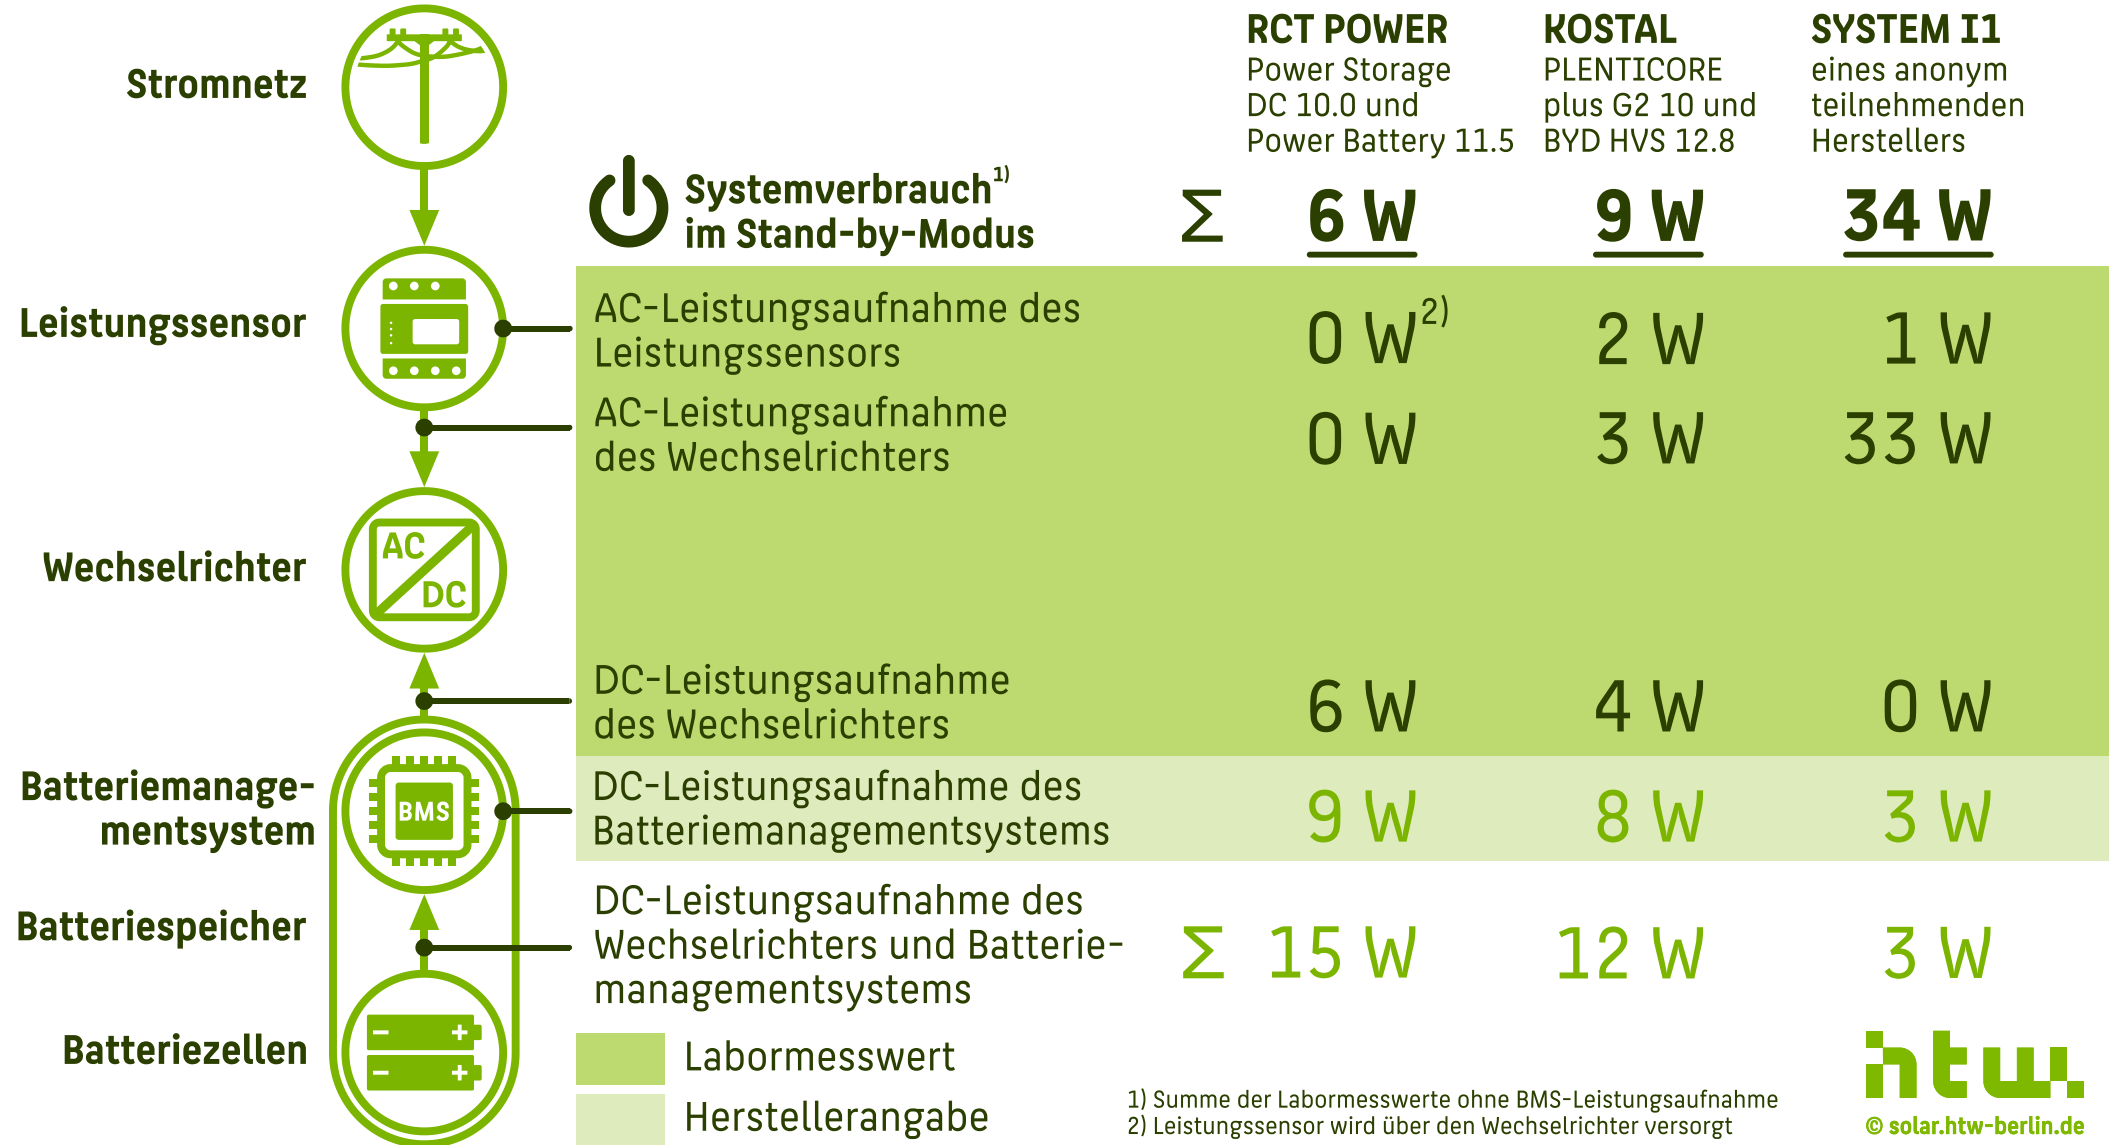 RCT POWER
Power Storage
DC 10.0 und
Power Battery 11.5
KOSTAL
PLENTICORE
plus G2 10 und
BYD HVS 12.8
SYSTEM I1
eines anonym
teilnehmenden
Herstellers
Stromnetz
Systemverbrauch1)
im Stand-by-Modus
Σ 6 W 9 W 34 W
Leistungssensor
AC-Leistungsaufnahme des
Leistungssensors
0 W2) 2 W 1 W
AC-Leistungsaufnahme
des Wechselrichters
0 W 3 W 33 W
Wechselrichter
AC
DC
DC-Leistungsaufnahme
des Wechselrichters
6 W 4 W 0 W
Batteriemanage-
mentsystem
BMS
DC-Leistungsaufnahme des
Batteriemanagementsystems
9 W 8 W 3 W
Batteriespeicher
DC-Leistungsaufnahme des
Wechselrichters und Batterie-
managementsystems
Σ 15 W 12 W 3 W
Batteriezellen
Labormesswert
Herstellerangabe
1) Summe der Labormesswerte ohne BMS-Leistungsaufnahme
2) Leistungssensor wird über den Wechselrichter versorgt
htw
© solar.htw-berlin.de